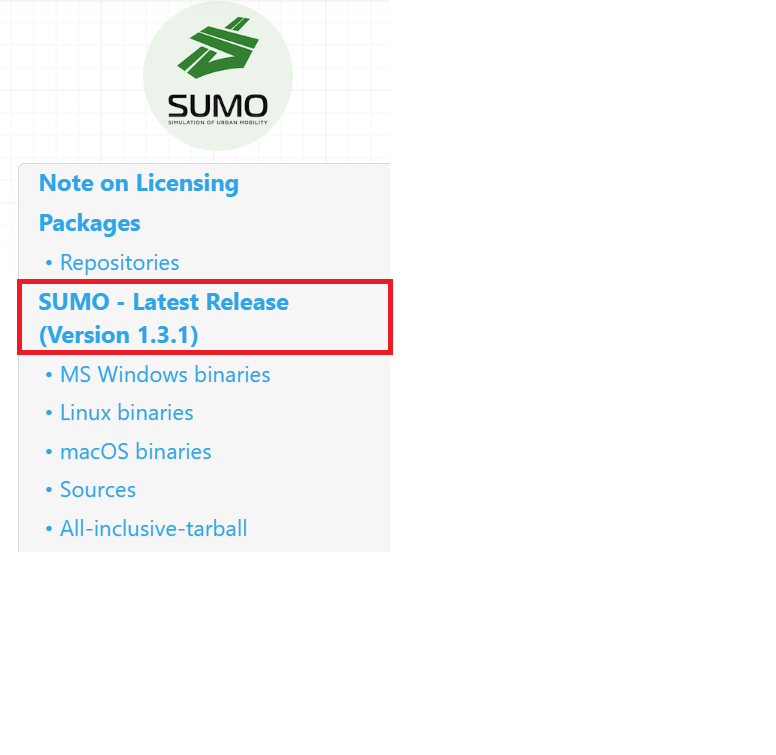 SUMO
SIMULATION OF URBAN MOBILITY
Note on Licensing
Packages
• Repositories
SUMO - Latest Release
(Version 1.3.1)
• MS Windows binaries
• Linux binaries
• macOS binaries
• Sources
• All-inclusive-tarball